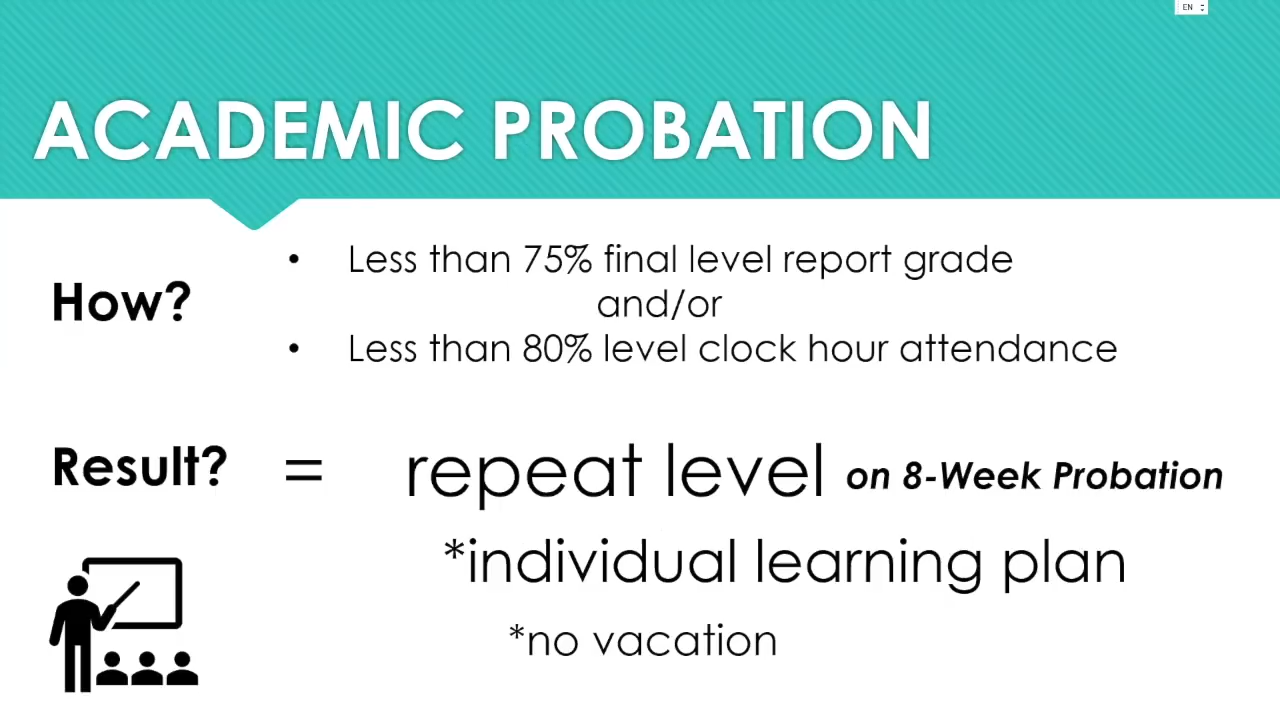 EN
ACADEMIC PROBATION
How?
• Less than 75% final level report grade
and/or
• Less than 80% level clock hour attendance
Result? = repeat level on 8-Week Probation
*individual learning plan
*no vacation